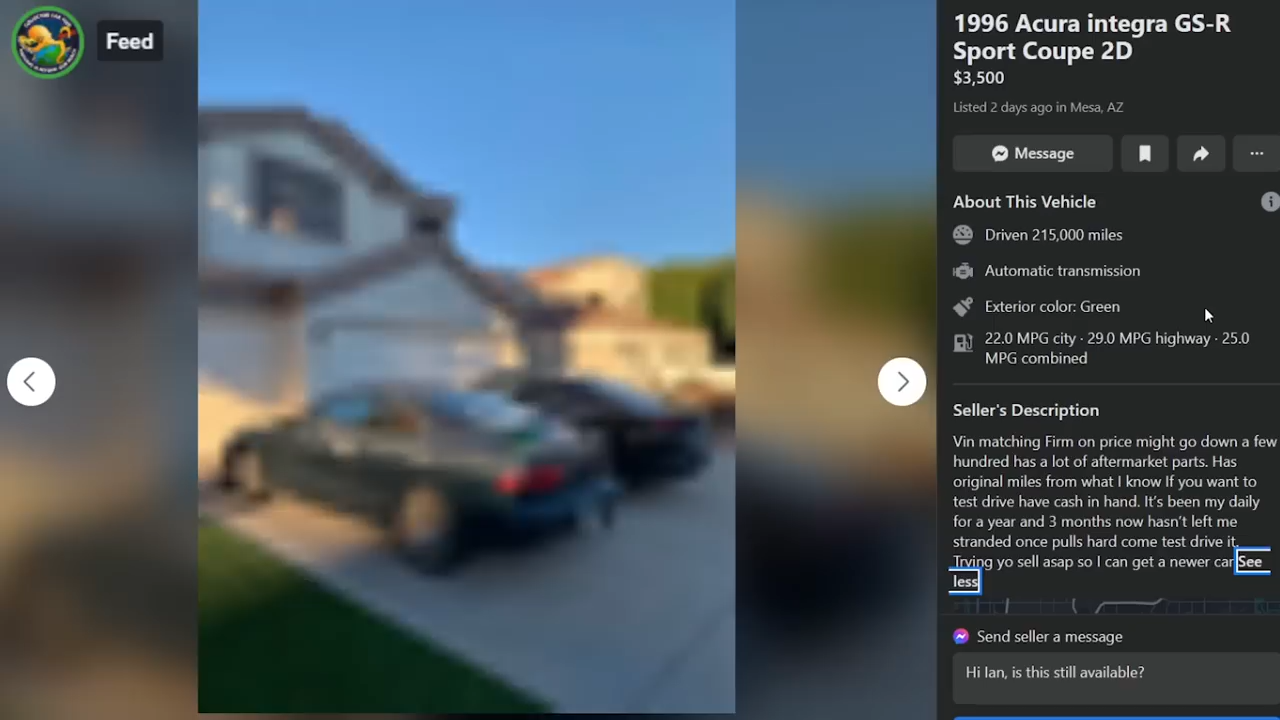 Feed
1996 Acura integra GS-R
Sport Coupe 2D
$3,500
Listed 2 days ago in Mesa, AZ
Message
About This Vehicle
Driven 215,000 miles
Automatic transmission
Exterior color: Green
22.0 MPG city · 29.0 MPG highway · 25.0
MPG combined
Seller's Description
Vin matching Firm on price might go down a few
hundred has a lot of aftermarket parts. Has
original miles from what I know If you want to
test drive have cash in hand. It's been my daily
for a year and 3 months now hasn't left me
stranded once pulls hard come test drive it.
Trying yo sell asap so I can get a newer car See
less
Send seller a message
Hi Ian, is this still available?